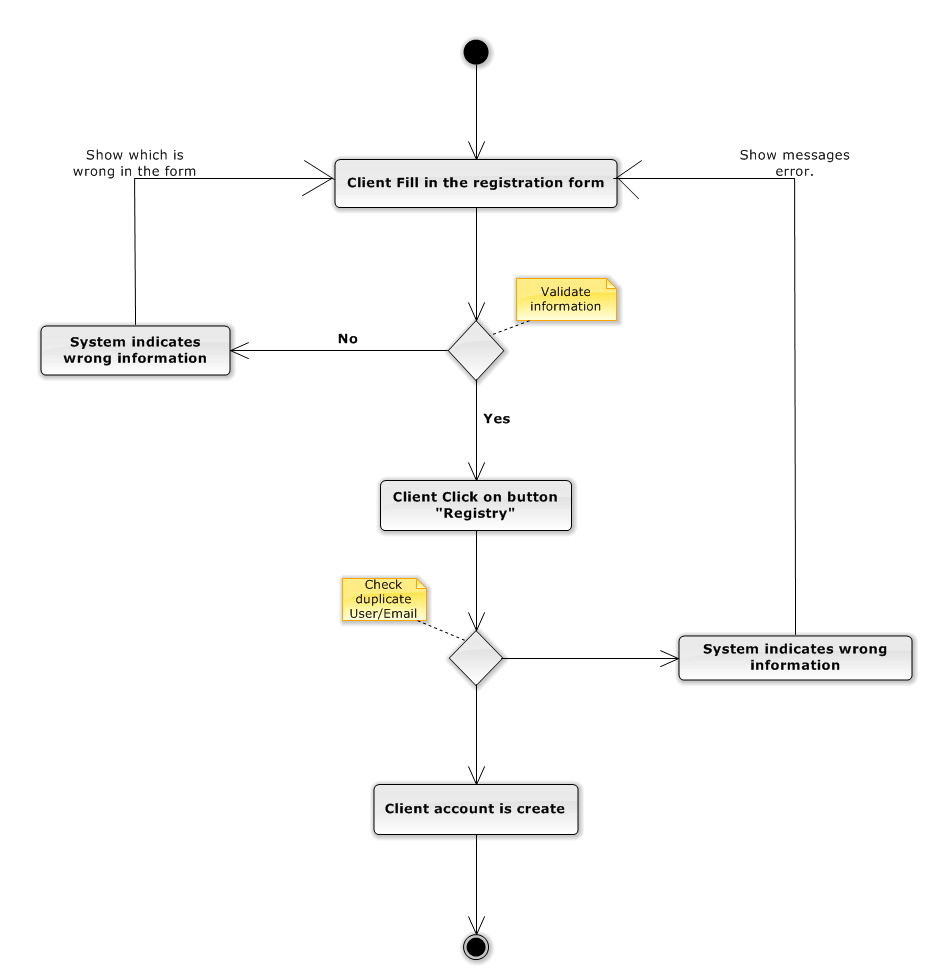 Show which is
wrong in the form
Show messages
error.
Client Fill in the registration form
Validate
information
System indicates
wrong information
No
Yes
Client Click on button
"Registry"
Check
duplicate
User/Email
System indicates wrong
information
Client account is create